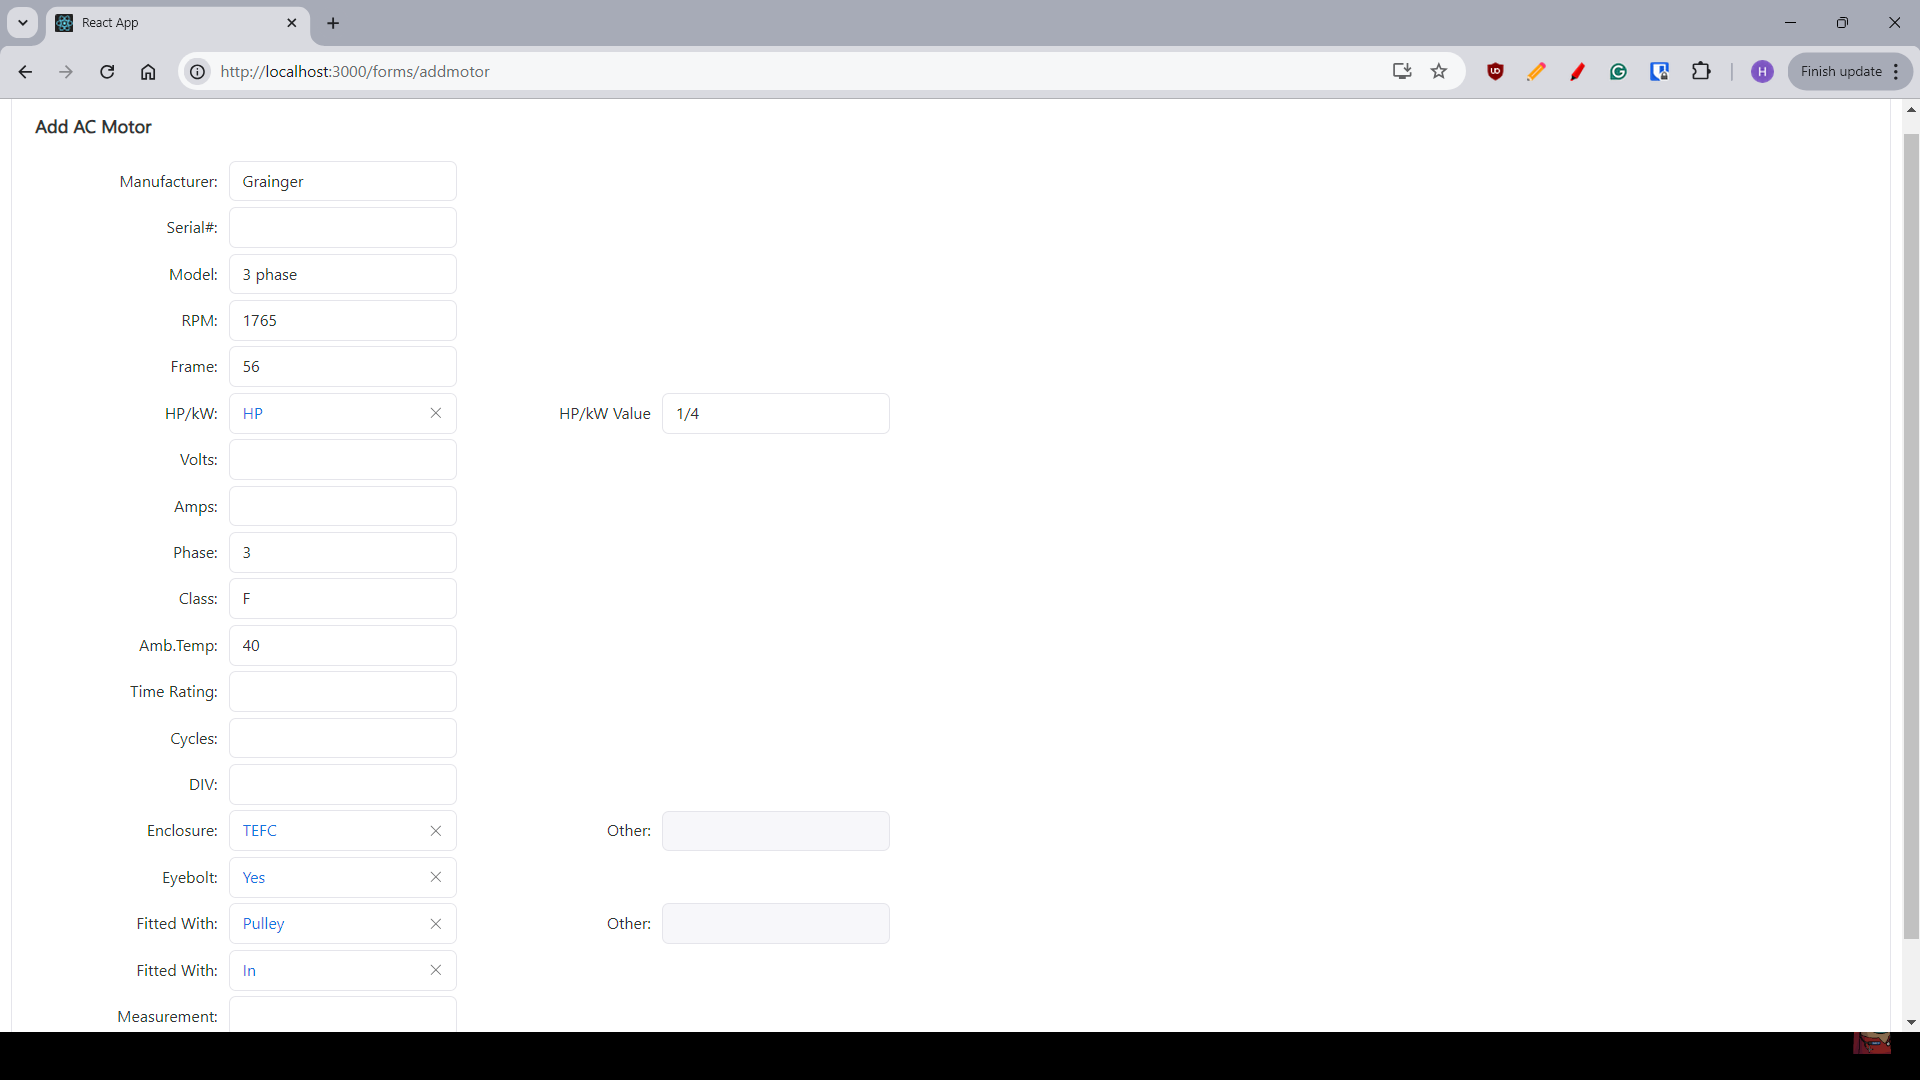 React App
http://localhost:3000/forms/addmotor
H
Finish update
Add AC Motor
Manufacturer: Grainger
Serial#:
Model: 3 phase
RPM: 1765
Frame: 56
HP/kW: HP HP/kW Value 1/4
Volts:
Amps:
Phase: 3
Class: F
Amb.Temp: 40
Time Rating:
Cycles:
DIV:
Enclosure: TEFC Other:
Eyebolt: Yes
Fitted With: Pulley Other:
Fitted With: In
Measurement: